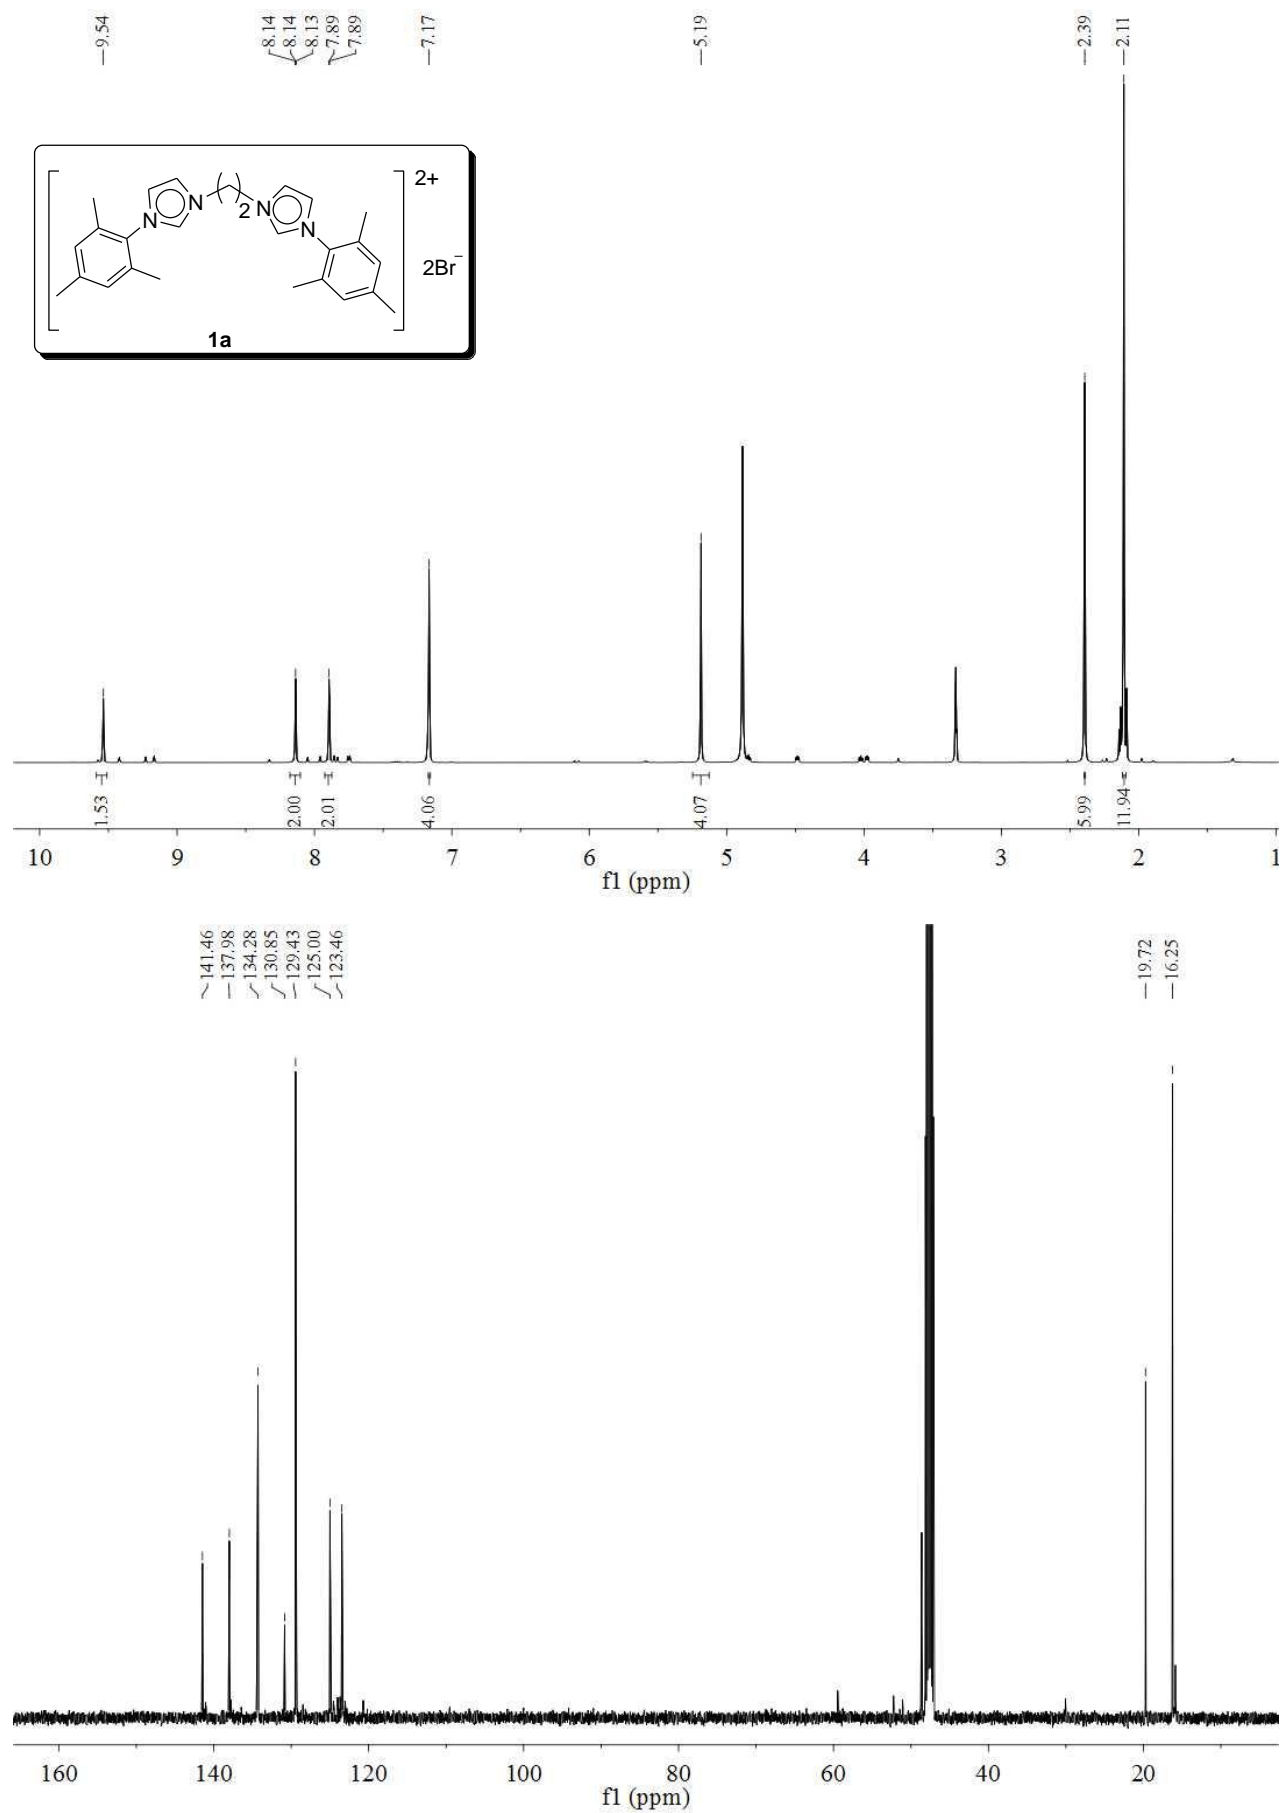 9.54
8.14
8.14
8.13
7.89
7.89
7.17
5.19
2.39
2.11
2+
N
N
2
N
N
2Br−
1a
1.53
2.00
2.01
4.06
4.07
5.99
11.94
10 9 8 7 6 5 4 3 2 1
f1 (ppm)
141.46
137.98
134.28
130.85
129.43
125.00
123.46
19.72
16.25
160 140 120 100 80 60 40 20
f1 (ppm)